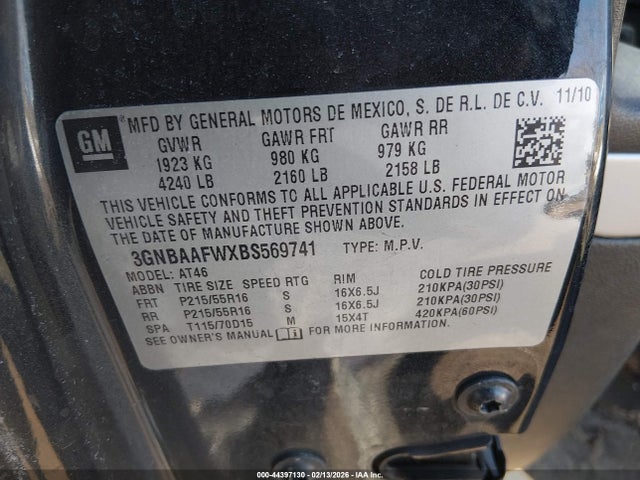 GM MFD BY GENERAL MOTORS DE MEXICO, S. DE R.L. DE C.V. 11/10
GVWR GAWR FRT GAWR RR
1923 KG 980 KG 979 KG
4240 LB 2160 LB 2158 LB
THIS VEHICLE CONFORMS TO ALL APPLICABLE U.S. FEDERAL MOTOR
VEHICLE SAFETY AND THEFT PREVENTION STANDARDS IN EFFECT ON
THE DATE OF MANUFACTURE SHOWN ABOVE.
3GNBAAFWXBS569741 TYPE: M.P.V.
MODEL: AT46
ABBN TIRE SIZE SPEED RTG RIM COLD TIRE PRESSURE
FRT P215/55R16 S 16X6.5J 210KPA(30PSI)
RR P215/55R16 S 16X6.5J 210KPA(30PSI)
SPA T115/70D15 M 15X4T 420KPA(60PSI)
SEE OWNER'S MANUAL FOR MORE INFORMATION.
00-44397130 - 02/13/2026 - IAAI.COM